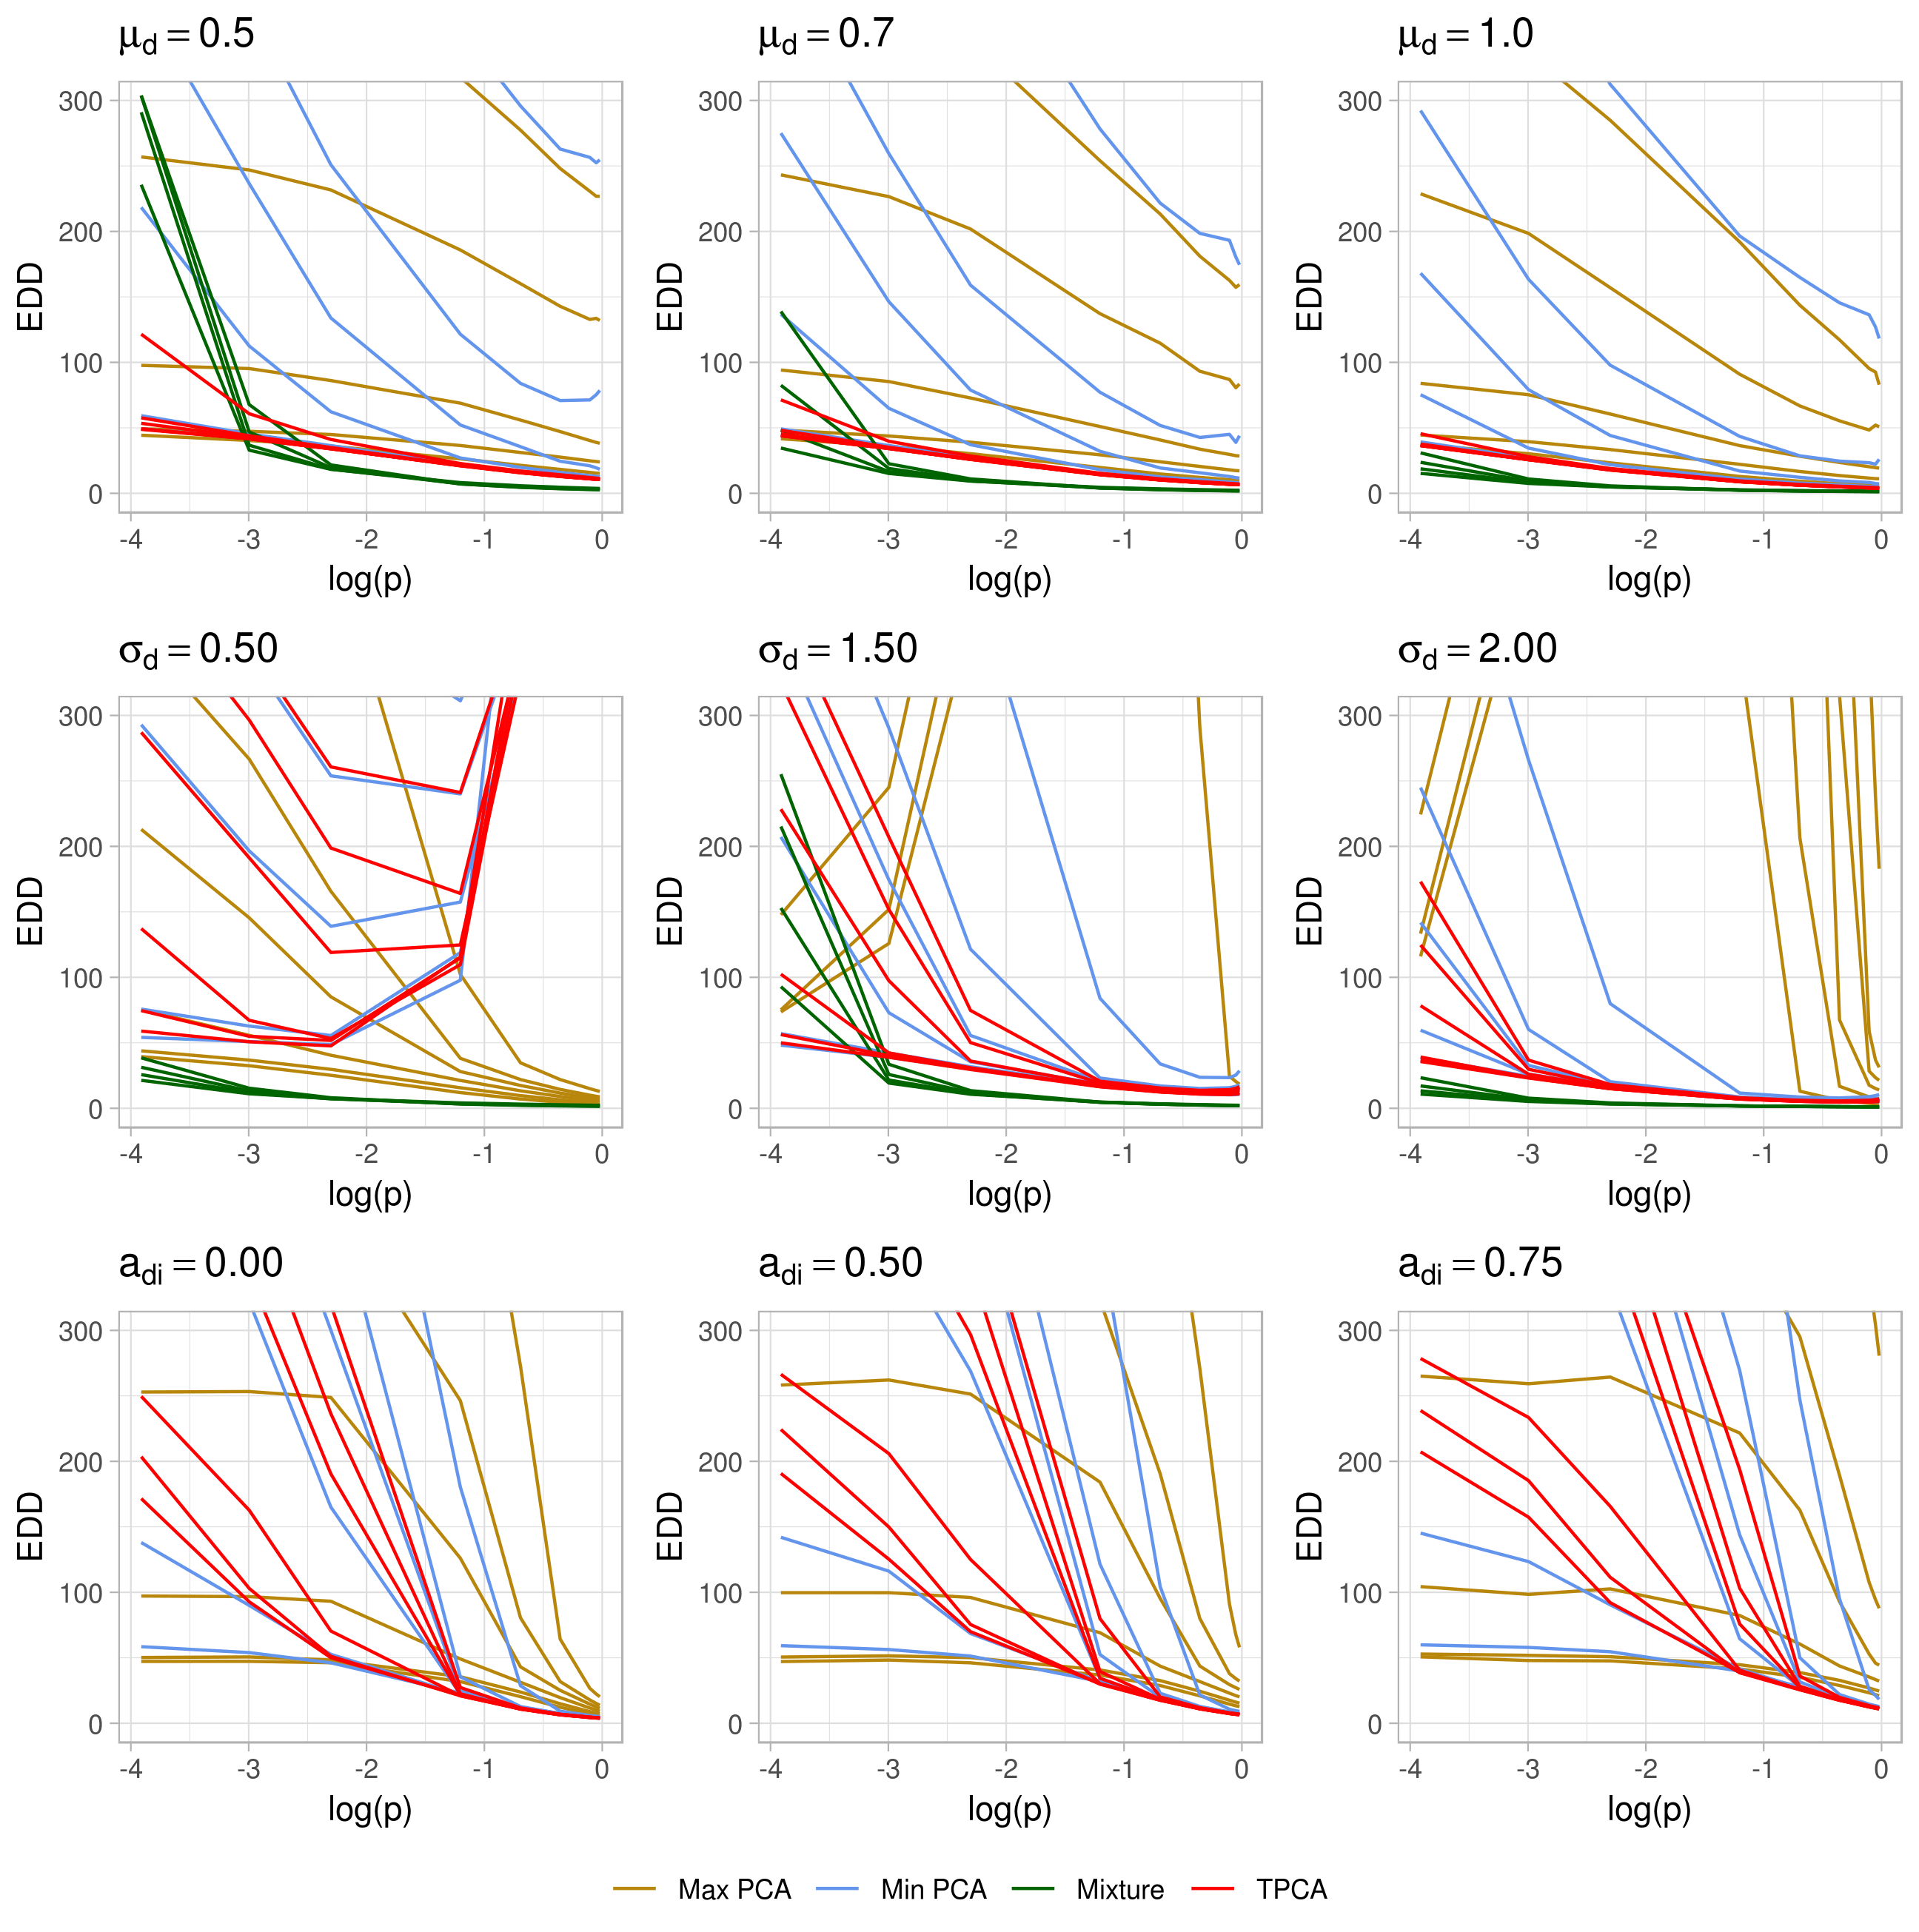 μd = 0.5
μd = 0.7
μd = 1.0
300
200
100
0
EDD
-4 -3 -2 -1 0
log(p)
300
200
100
0
EDD
-4 -3 -2 -1 0
log(p)
300
200
100
0
EDD
-4 -3 -2 -1 0
log(p)
σd = 0.50
σd = 1.50
σd = 2.00
300
200
100
0
EDD
-4 -3 -2 -1 0
log(p)
300
200
100
0
EDD
-4 -3 -2 -1 0
log(p)
300
200
100
0
EDD
-4 -3 -2 -1 0
log(p)
adi = 0.00
adi = 0.50
adi = 0.75
300
200
100
0
EDD
-4 -3 -2 -1 0
log(p)
300
200
100
0
EDD
-4 -3 -2 -1 0
log(p)
300
200
100
0
EDD
-4 -3 -2 -1 0
log(p)
Max PCA Min PCA Mixture TPCA